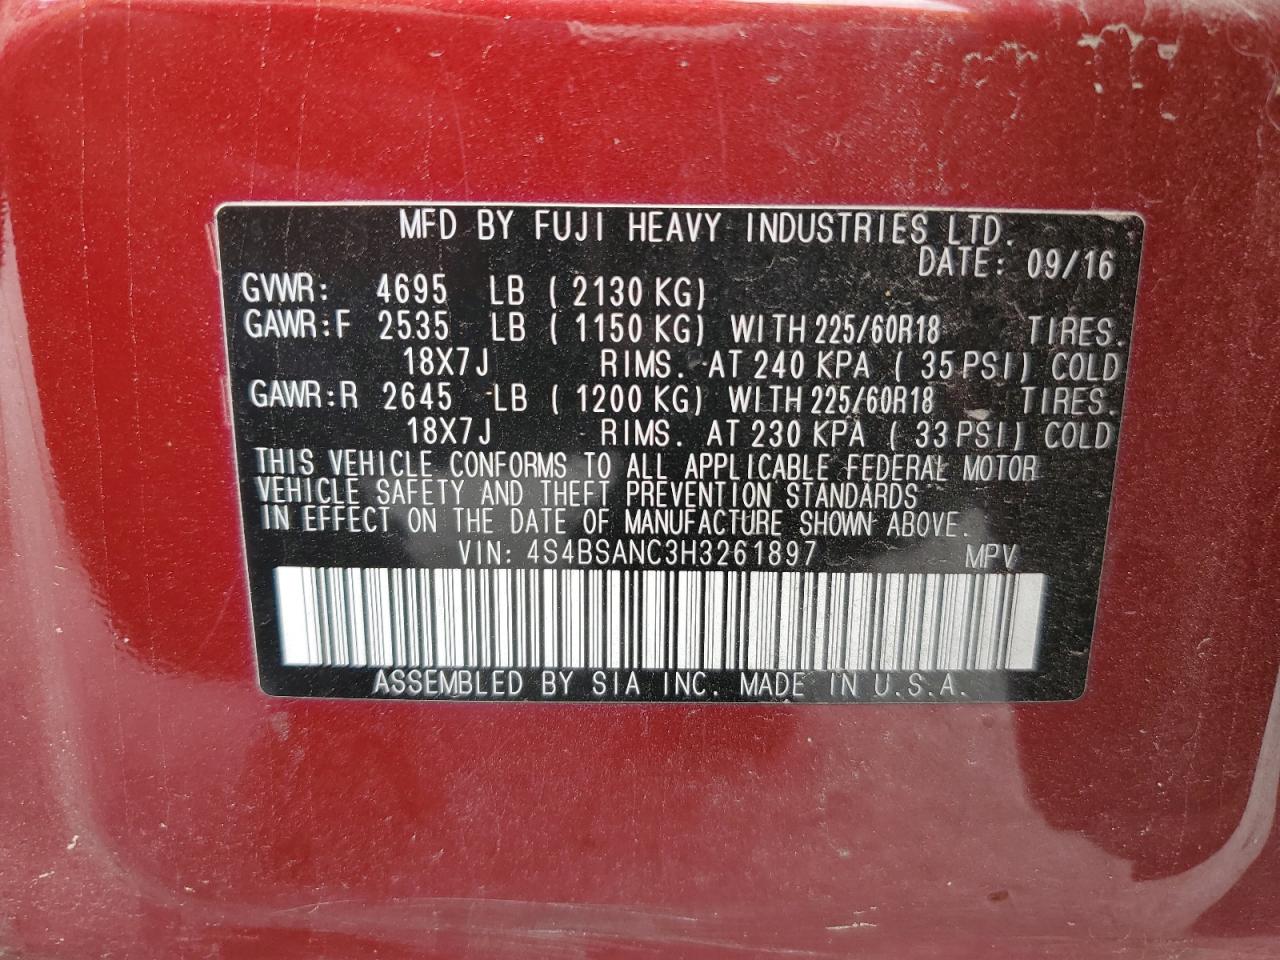 MFD BY FUJI HEAVY INDUSTRIES LTD.
DATE: 09/16
GVWR: 4695 LB ( 2130 KG)
GAWR:F 2535 LB ( 1150 KG) WITH 225/60R18 TIRES.
18X7J RIMS. AT 240 KPA ( 35 PSI) COLD
GAWR:R 2645 LB ( 1200 KG) WITH 225/60R18 TIRES.
18X7J RIMS. AT 230 KPA ( 33 PSI) COLD
THIS VEHICLE CONFORMS TO ALL APPLICABLE FEDERAL MOTOR
VEHICLE SAFETY AND THEFT PREVENTION STANDARDS
IN EFFECT ON THE DATE OF MANUFACTURE SHOWN ABOVE.
VIN: 4S4BSANC3H3261897 MPV
ASSEMBLED BY SIA INC. MADE IN U.S.A.